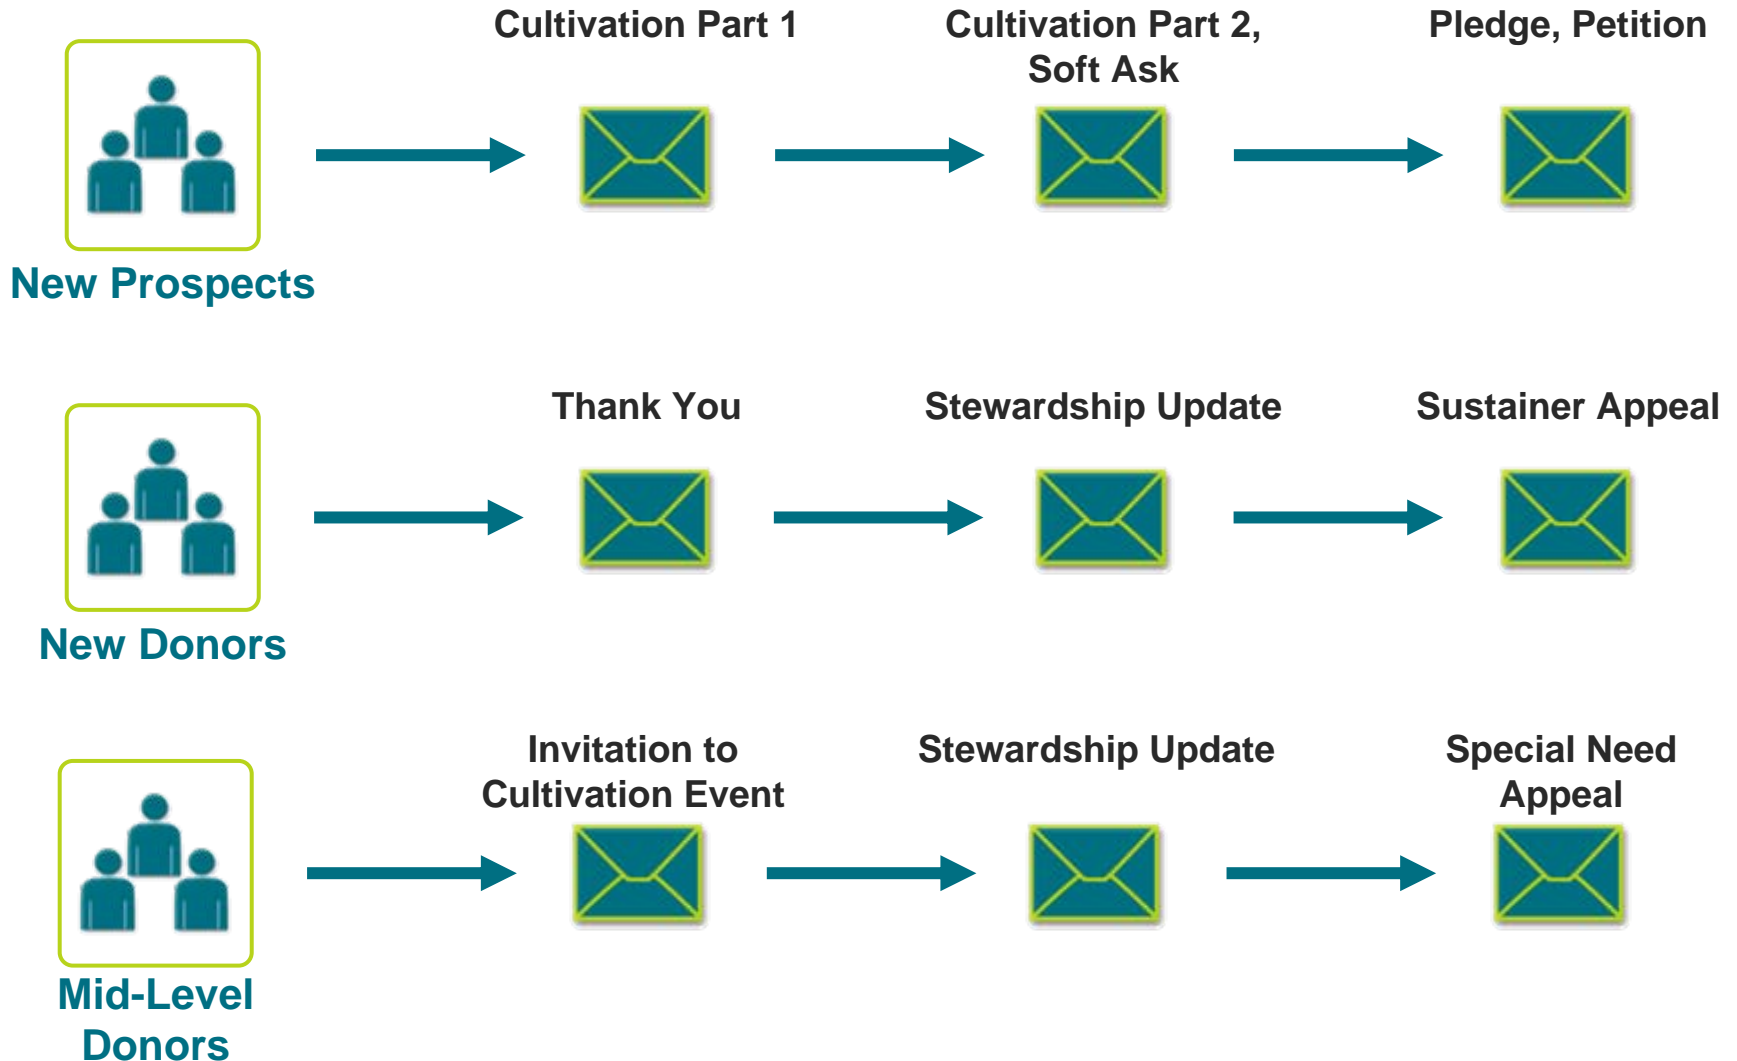 Cultivation Part 1
Cultivation Part 2,
Soft Ask
Pledge, Petition
New Prospects
Thank You
Stewardship Update
Sustainer Appeal
New Donors
Invitation to
Cultivation Event
Stewardship Update
Special Need
Appeal
Mid-Level
Donors